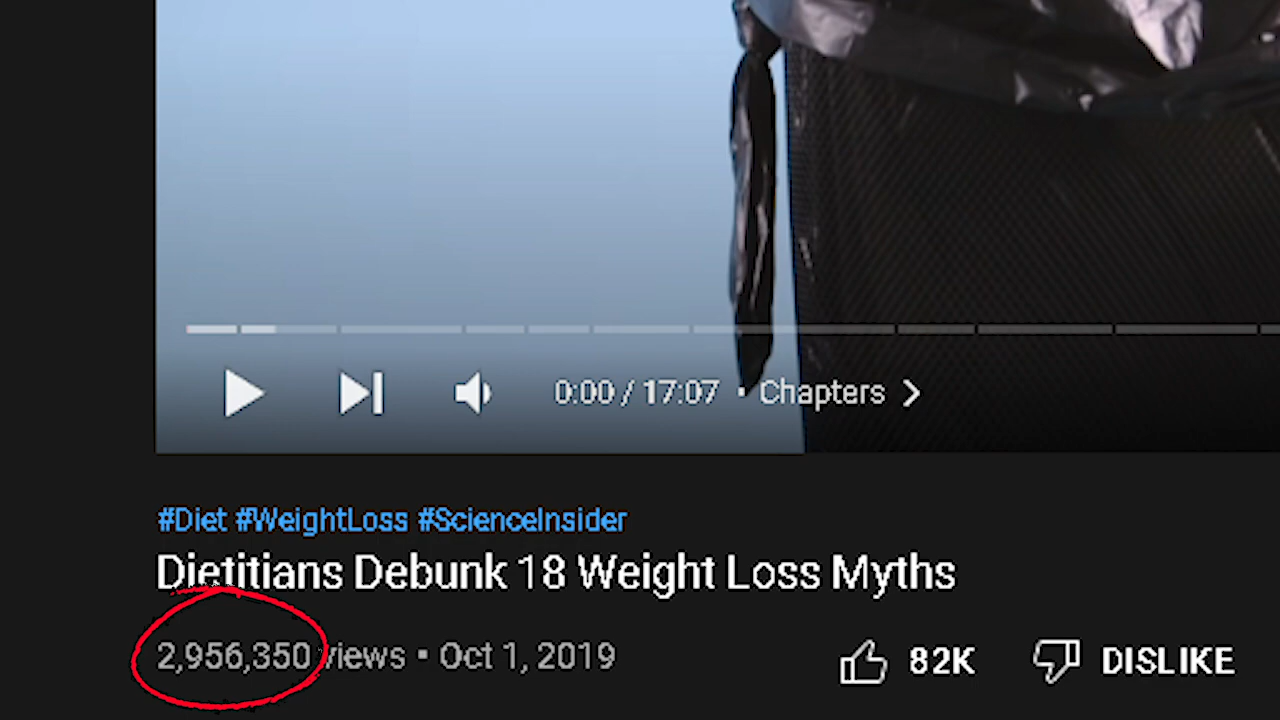 0:00 / 17:07 • Chapters
#Diet #WeightLoss #ScienceInsider
Dietitians Debunk 18 Weight Loss Myths
2,956,350 views • Oct 1, 2019 82K DISLIKE